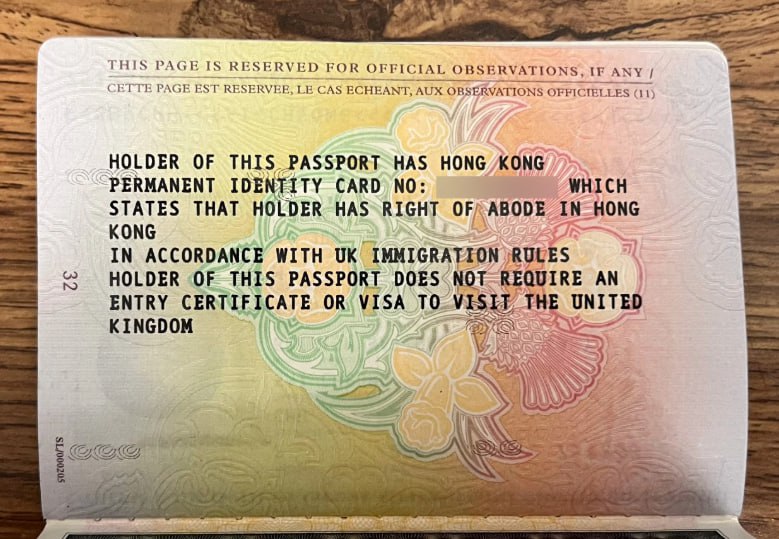 THIS PAGE IS RESERVED FOR OFFICIAL OBSERVATIONS, IF ANY /
CETTE PAGE EST RESERVEE, LE CAS ECHEANT, AUX OBSERVATIONS OFFICIELLES (11)
HOLDER OF THIS PASSPORT HAS HONG KONG
PERMANENT IDENTITY CARD NO: WHICH
STATES THAT HOLDER HAS RIGHT OF ABODE IN HONG
KONG
IN ACCORDANCE WITH UK IMMIGRATION RULES
HOLDER OF THIS PASSPORT DOES NOT REQUIRE AN
ENTRY CERTIFICATE OR VISA TO VISIT THE UNITED
KINGDOM
32
SL/000205